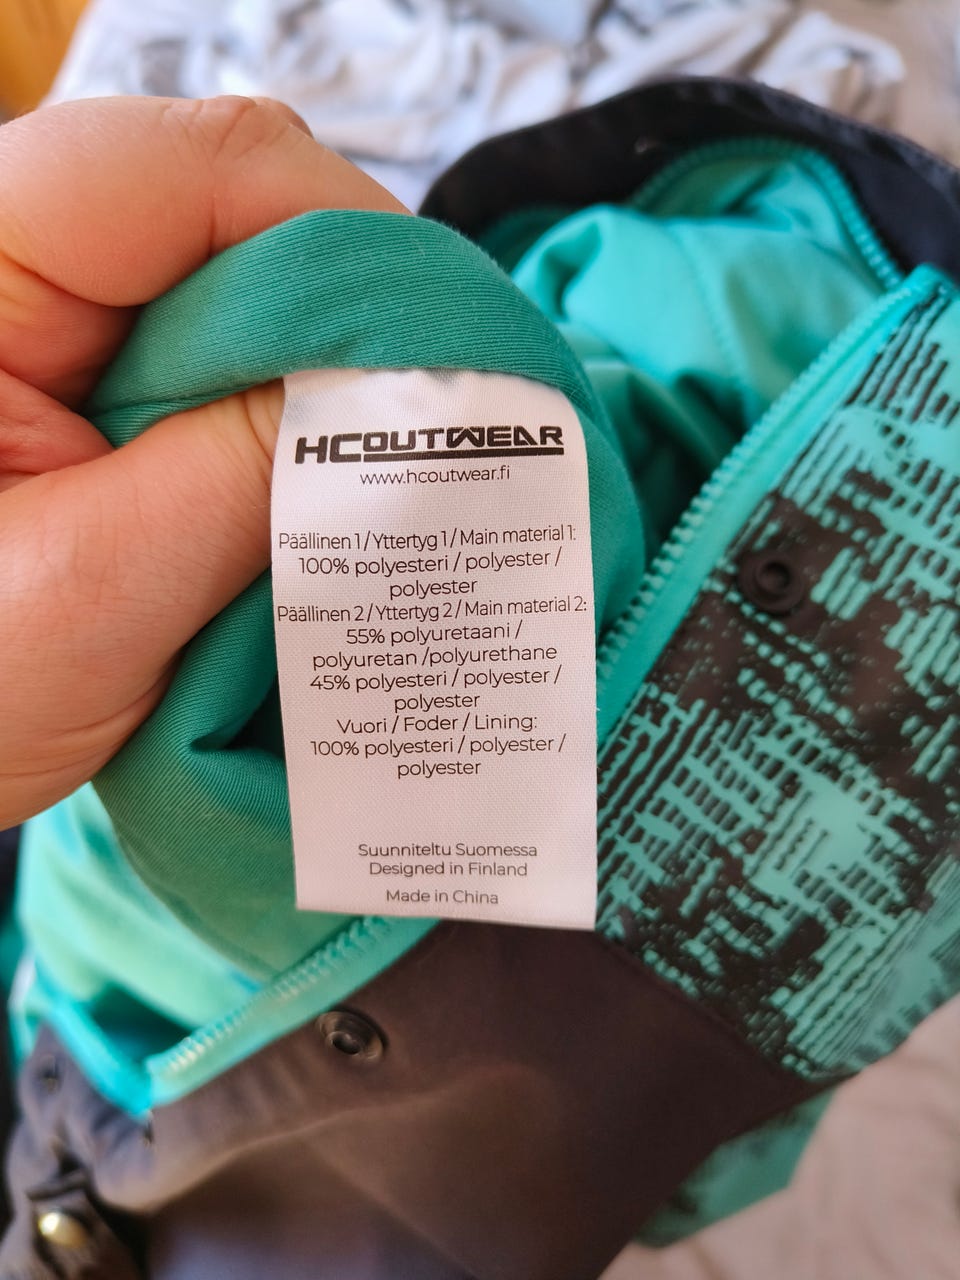 HCOUTWEAR
www.hcoutwear.fi
Päällinen 1 / Yttertyg 1 / Main material 1:
100% polyesteri / polyester /
polyester
Päällinen 2 / Yttertyg 2 / Main material 2:
55% polyuretaani /
polyuretan /polyurethane
45% polyesteri / polyester /
polyester
Vuori / Foder / Lining:
100% polyesteri / polyester /
polyester
Suunniteltu Suomessa
Designed in Finland
Made in China